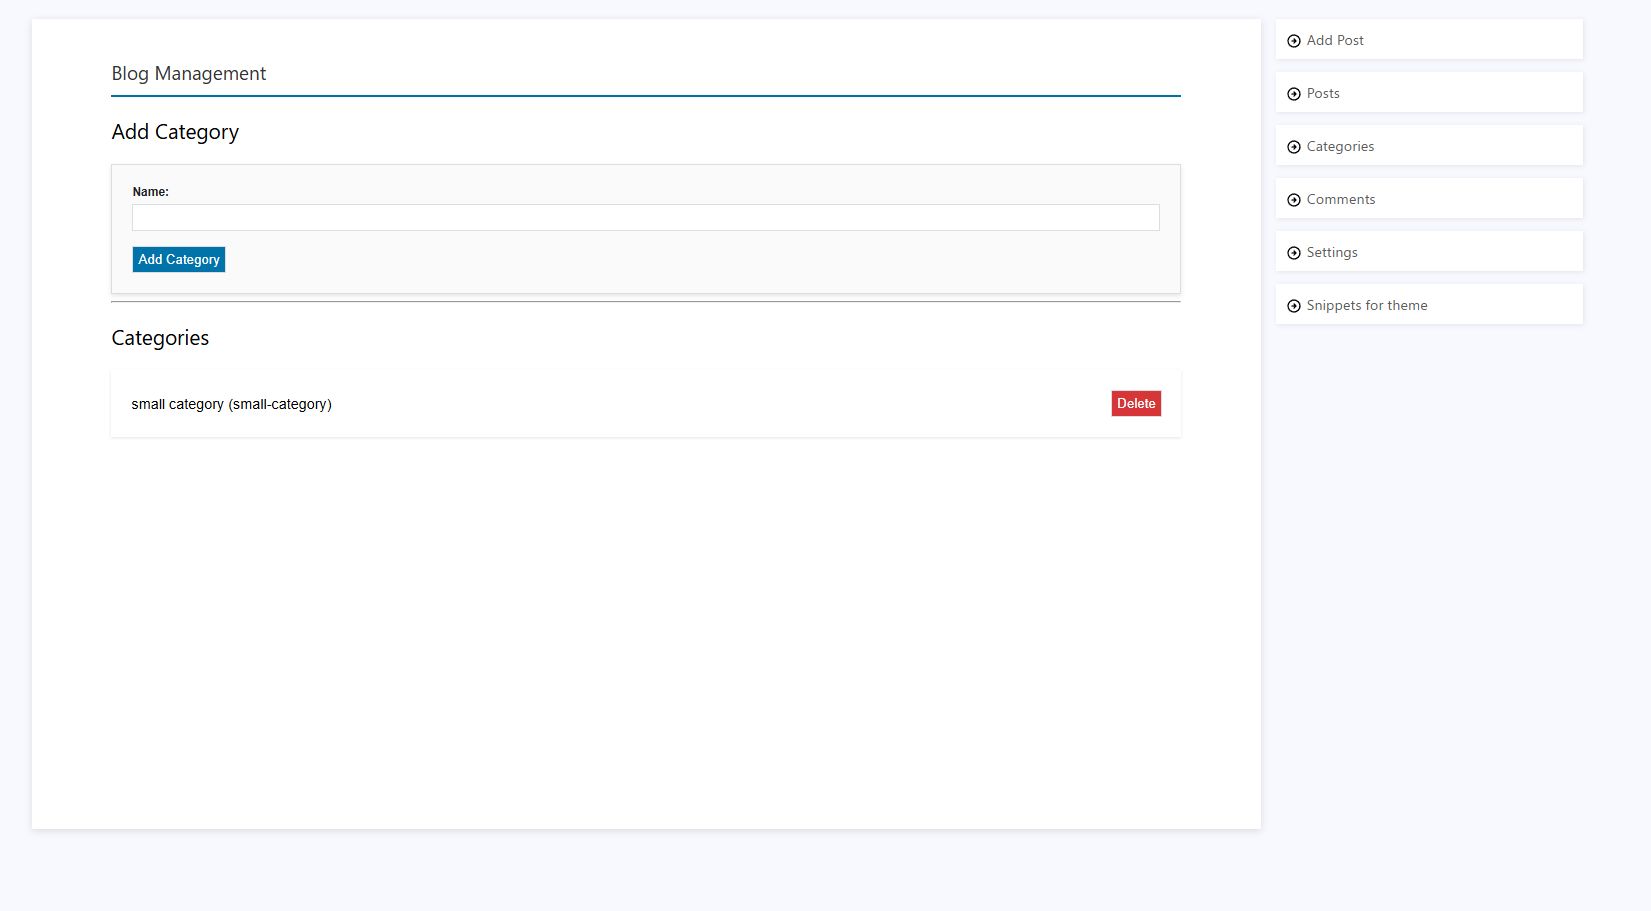 Blog Management
Add Category
Name:
Add Category
Categories
small category (small-category)
Delete
Add Post
Posts
Categories
Comments
Settings
Snippets for theme